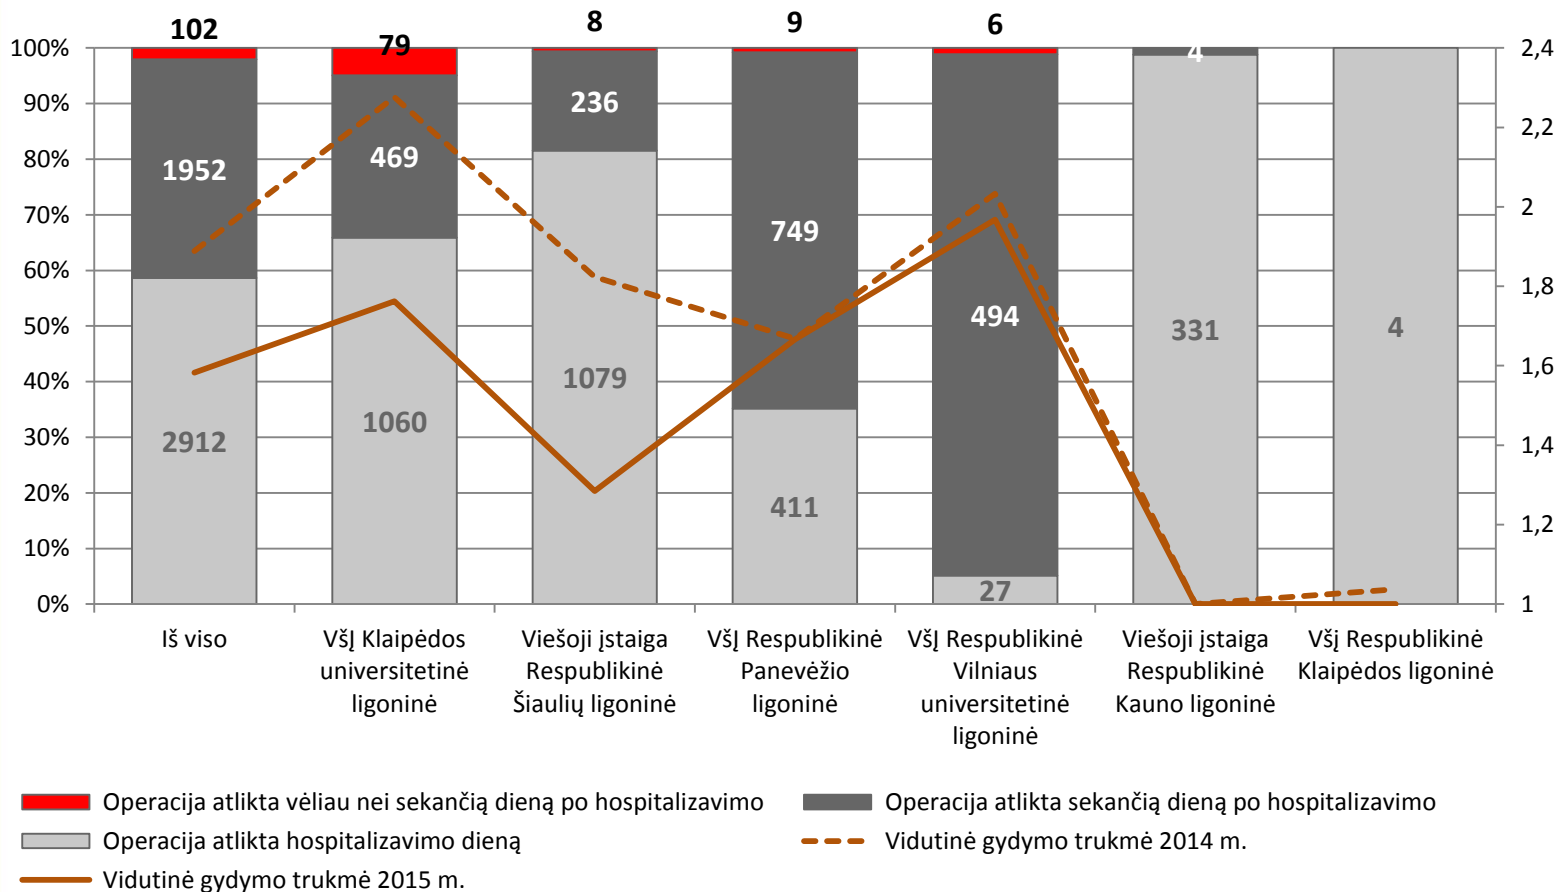 102
79
8
9
6
100%
90%
80%
70%
60%
50%
40%
30%
20%
10%
0%
2,4
2,2
2
1,8
1,6
1,4
1,2
1
1952
2912
469
1060
236
1079
749
411
494
27
4
331
4
Iš viso
VšĮ Klaipėdos
universitetinė
ligoninė
Viešoji įstaiga
Respublikinė
Šiaulių ligoninė
VšĮ Respublikinė
Panevėžio
ligoninė
VšĮ Respublikinė
Vilniaus
universitetinė
ligoninė
Viešoji įstaiga
Respublikinė
Kauno ligoninė
Všį Respublikinė
Klaipėdos ligoninė
Operacija atlikta vėliau nei sekančią dieną po hospitalizavimo
Operacija atlikta sekančią dieną po hospitalizavimo
Operacija atlikta hospitalizavimo dieną
Vidutinė gydymo trukmė 2014 m.
Vidutinė gydymo trukmė 2015 m.